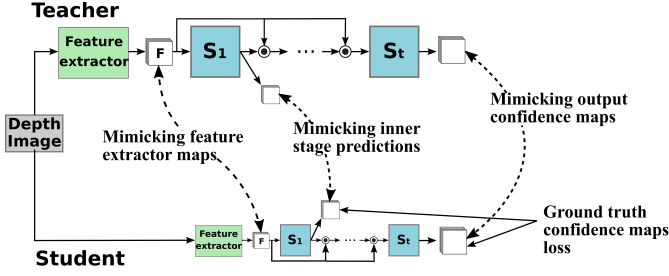 Teacher
Feature
extractor
F
S1
...
St
Depth
Image
Mimicking feature
extractor maps
Mimicking inner
stage predictions
Mimicking output
confidence maps
Ground truth
confidence maps
loss
Feature
extractor
F
S1
...
St
Student